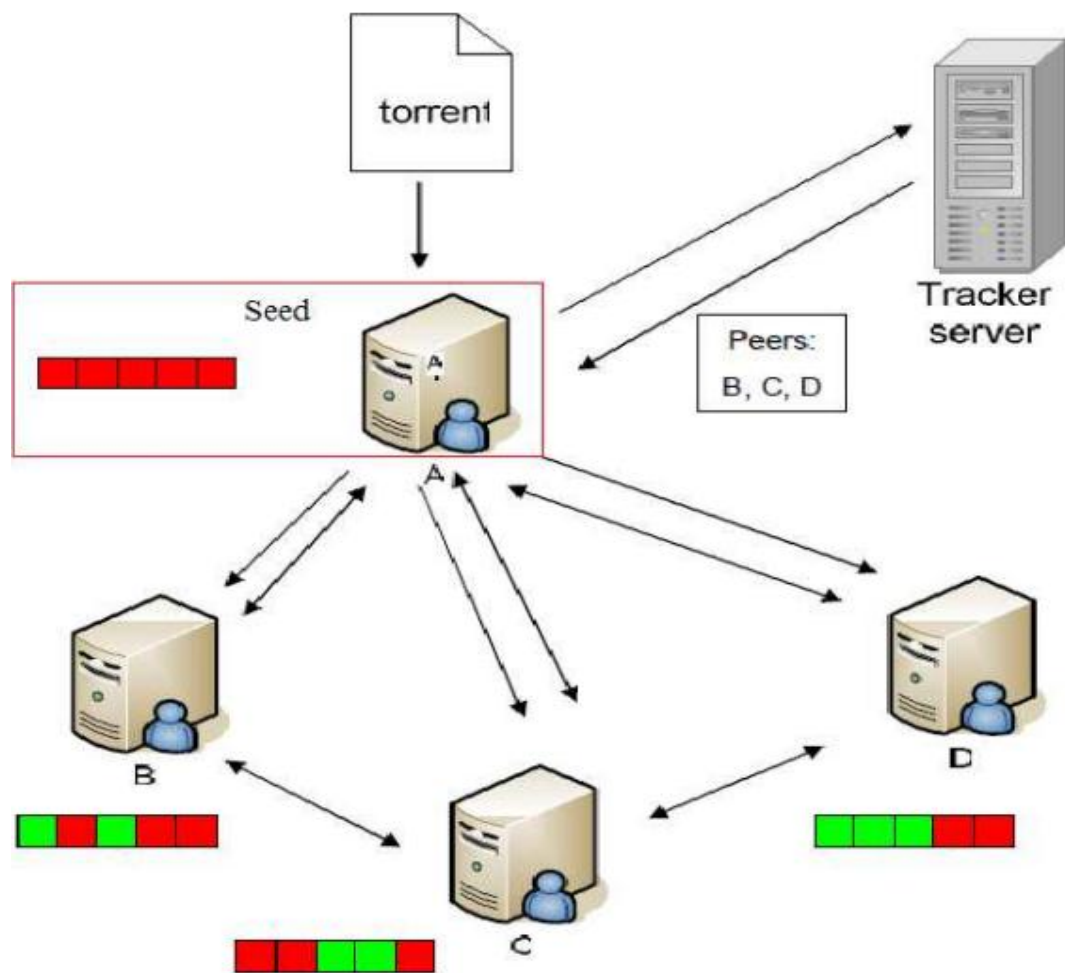 torrent
Tracker
server
Seed
Peers:
B, C, D
A
A
B
D
C